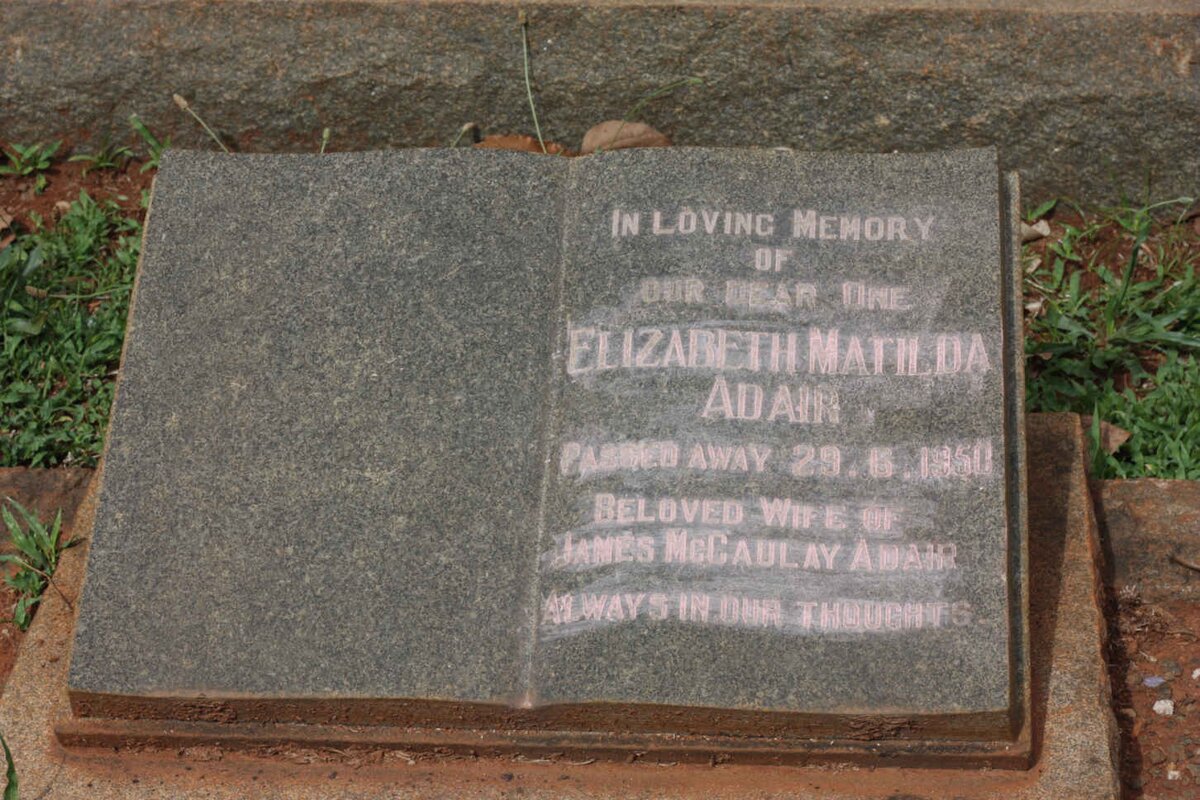 In Loving Memory
of
our dear one
Elizabeth Matilda
Adair
Passed away 29.6.1950
Beloved Wife of
James McCaulay Adair
Always in our thoughts.